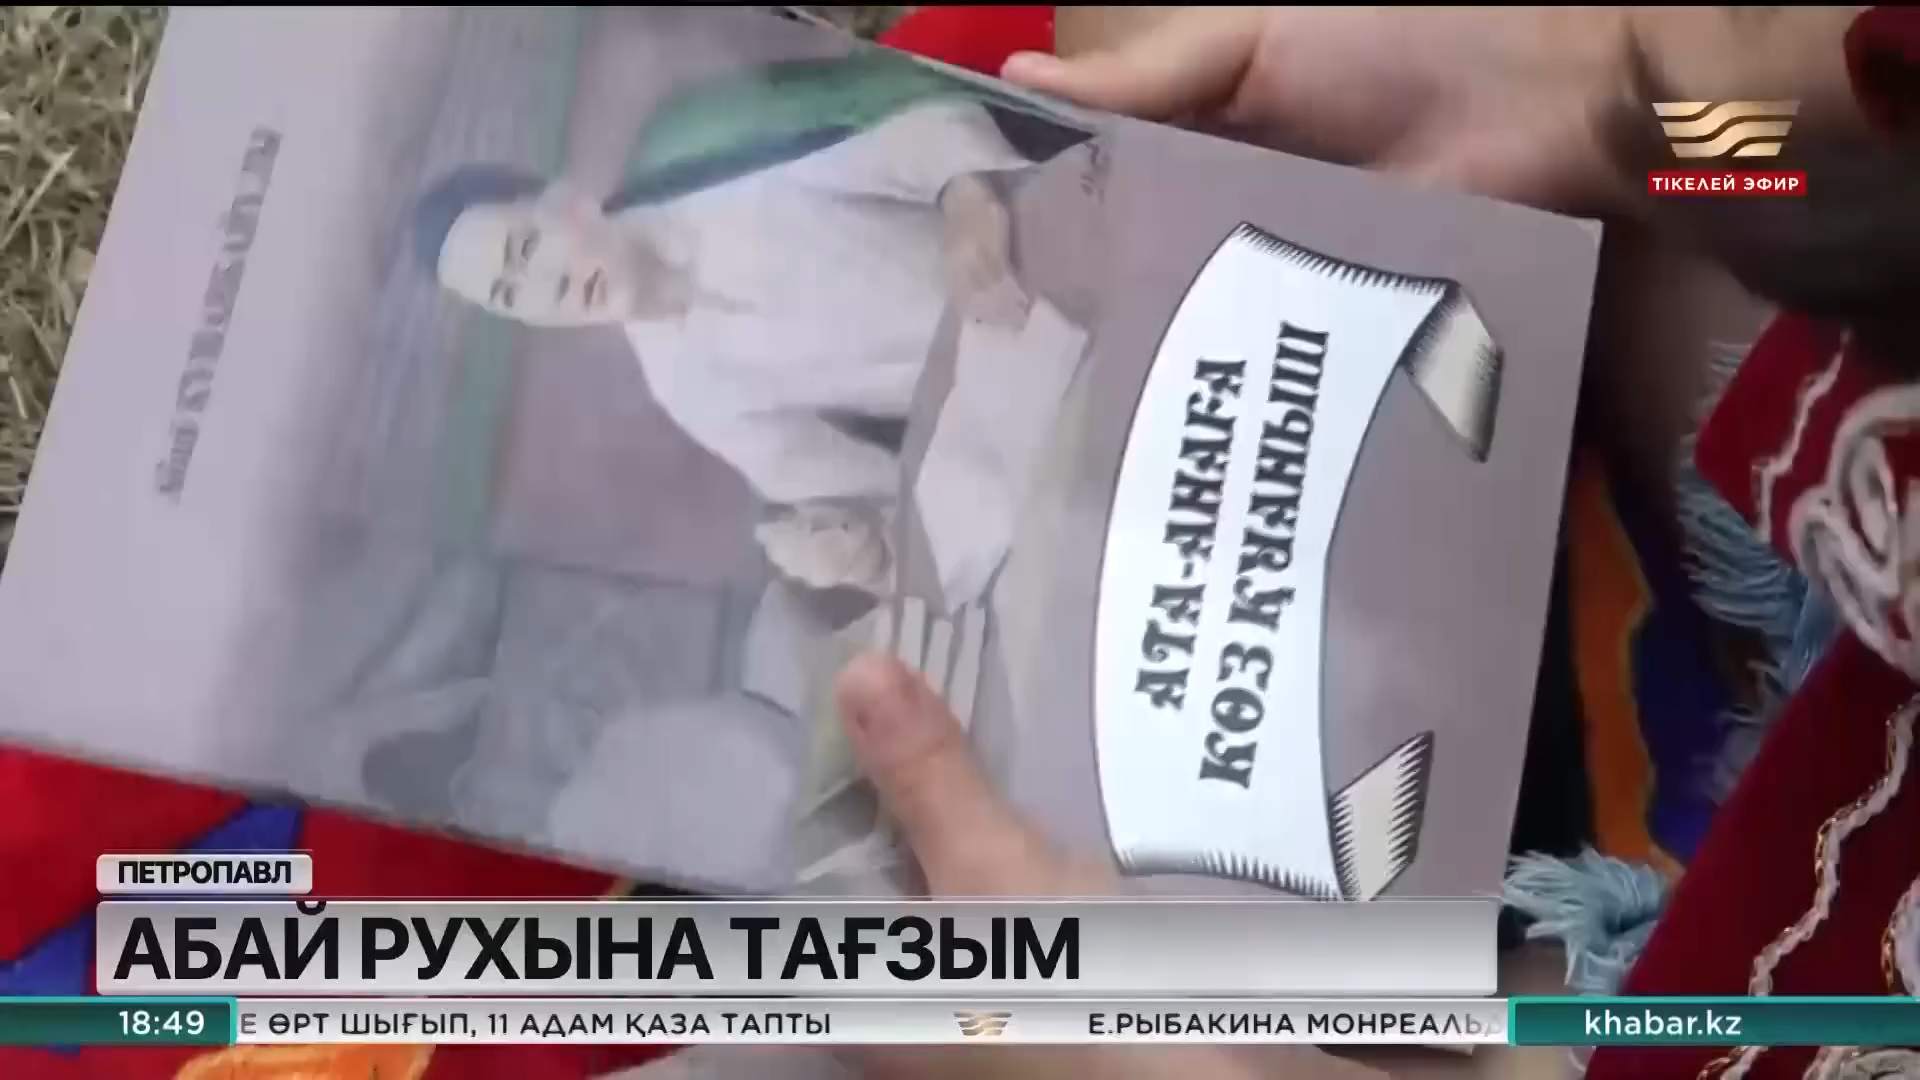 ТІКЕЛЕЙ ЭФИР
АТА-АНАҒА
КӨЗ ҚУАНЫШ
ПЕТРОПАВЛ
АБАЙ РУХЫНА ТАҒЗЫМ
18:49
Е ӨРТ ШЫҒЫП, 11 АДАМ ҚАЗА ТАПТЫ
Е.РЫБАКИНА МОНРЕАЛЬД
khabar.kz